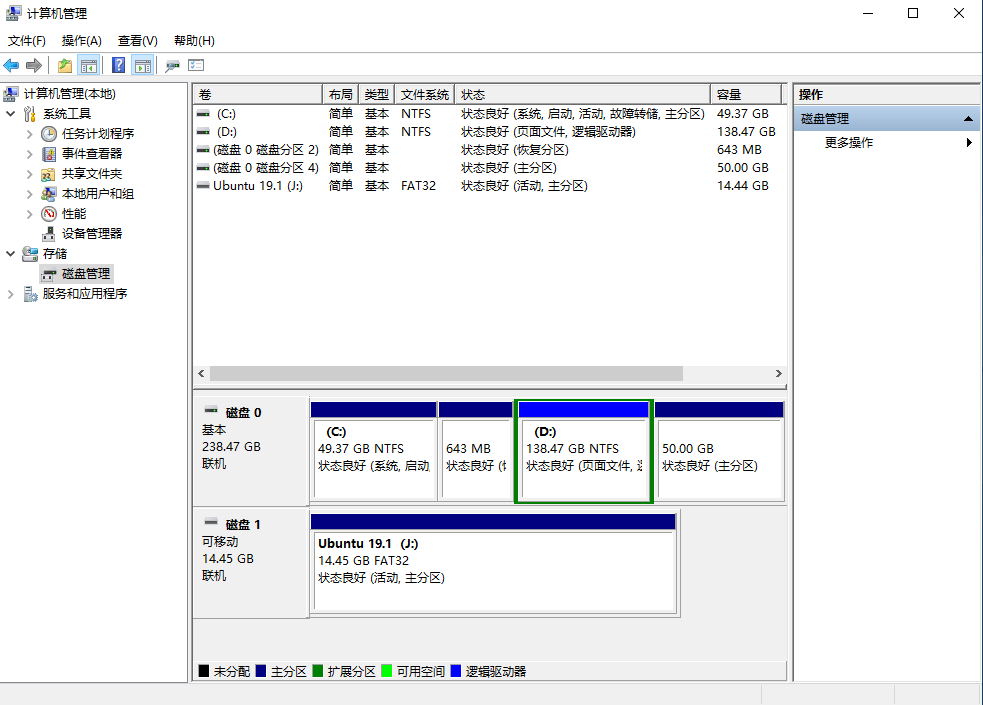 计算机管理
文件(F) 操作(A) 查看(V) 帮助(H)
计算机管理(本地)
系统工具
任务计划程序
事件查看器
共享文件夹
本地用户和组
性能
设备管理器
存储
磁盘管理
服务和应用程序
卷 布局 类型 文件系统 状态 容量
(C:) 简单 基本 NTFS 状态良好 (系统, 启动, 活动, 故障转储, 主分区) 49.37 GB
(D:) 简单 基本 NTFS 状态良好 (页面文件, 逻辑驱动器) 138.47 GB
(磁盘 0 磁盘分区 2) 简单 基本 状态良好 (恢复分区) 643 MB
(磁盘 0 磁盘分区 4) 简单 基本 状态良好 (主分区) 50.00 GB
Ubuntu 19.1 (J:) 简单 基本 FAT32 状态良好 (活动, 主分区) 14.44 GB
磁盘 0
基本
238.47 GB
联机
(C:)
49.37 GB NTFS
状态良好 (系统, 启动
643 MB
状态良好 (
(D:)
138.47 GB NTFS
状态良好 (页面文件,
50.00 GB
状态良好 (主分区)
磁盘 1
可移动
14.45 GB
联机
Ubuntu 19.1 (J:)
14.45 GB FAT32
状态良好 (活动, 主分区)
未分配 主分区 扩展分区 可用空间 逻辑驱动器
操作
磁盘管理
更多操作